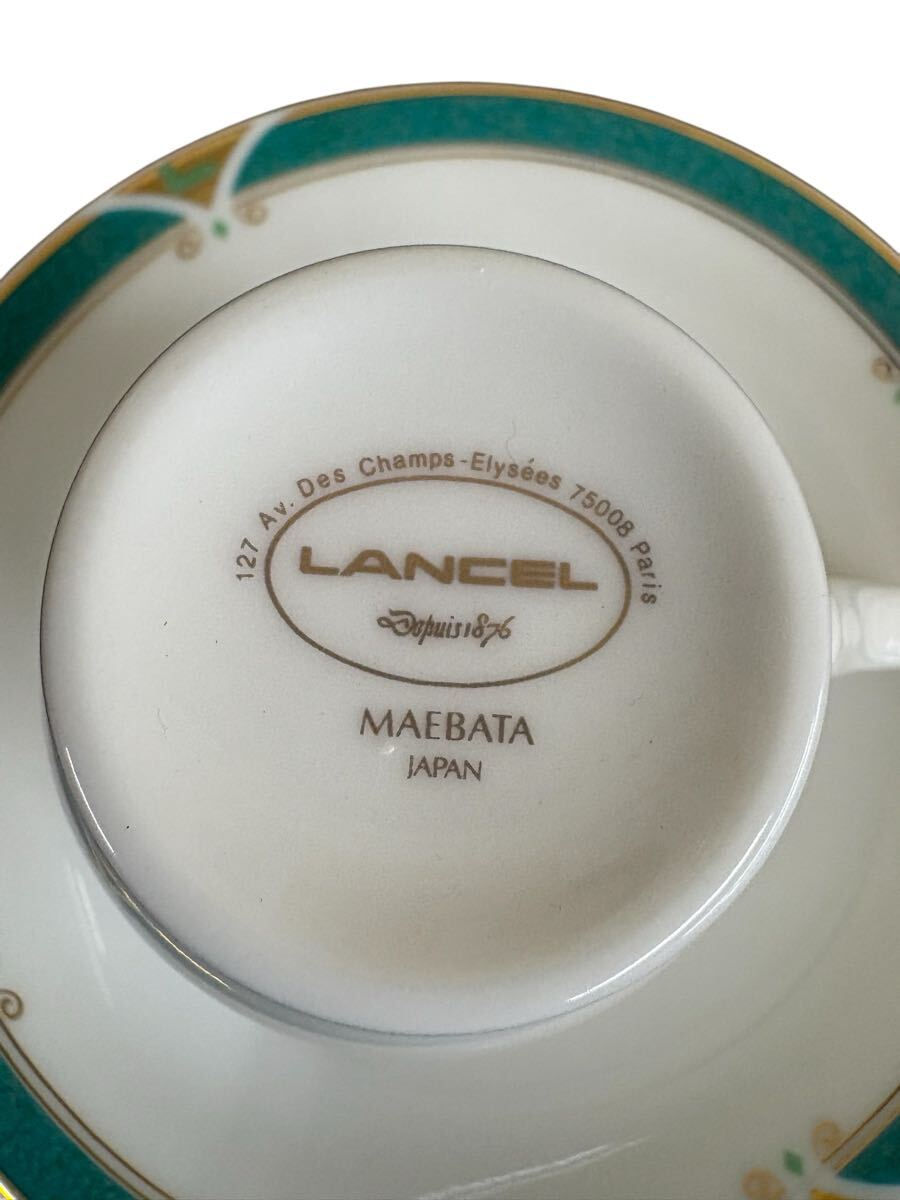 127 Av. Des Champs-Elysées 75008 Paris
LANCEL
Depuis 1876
MAEBATA
JAPAN